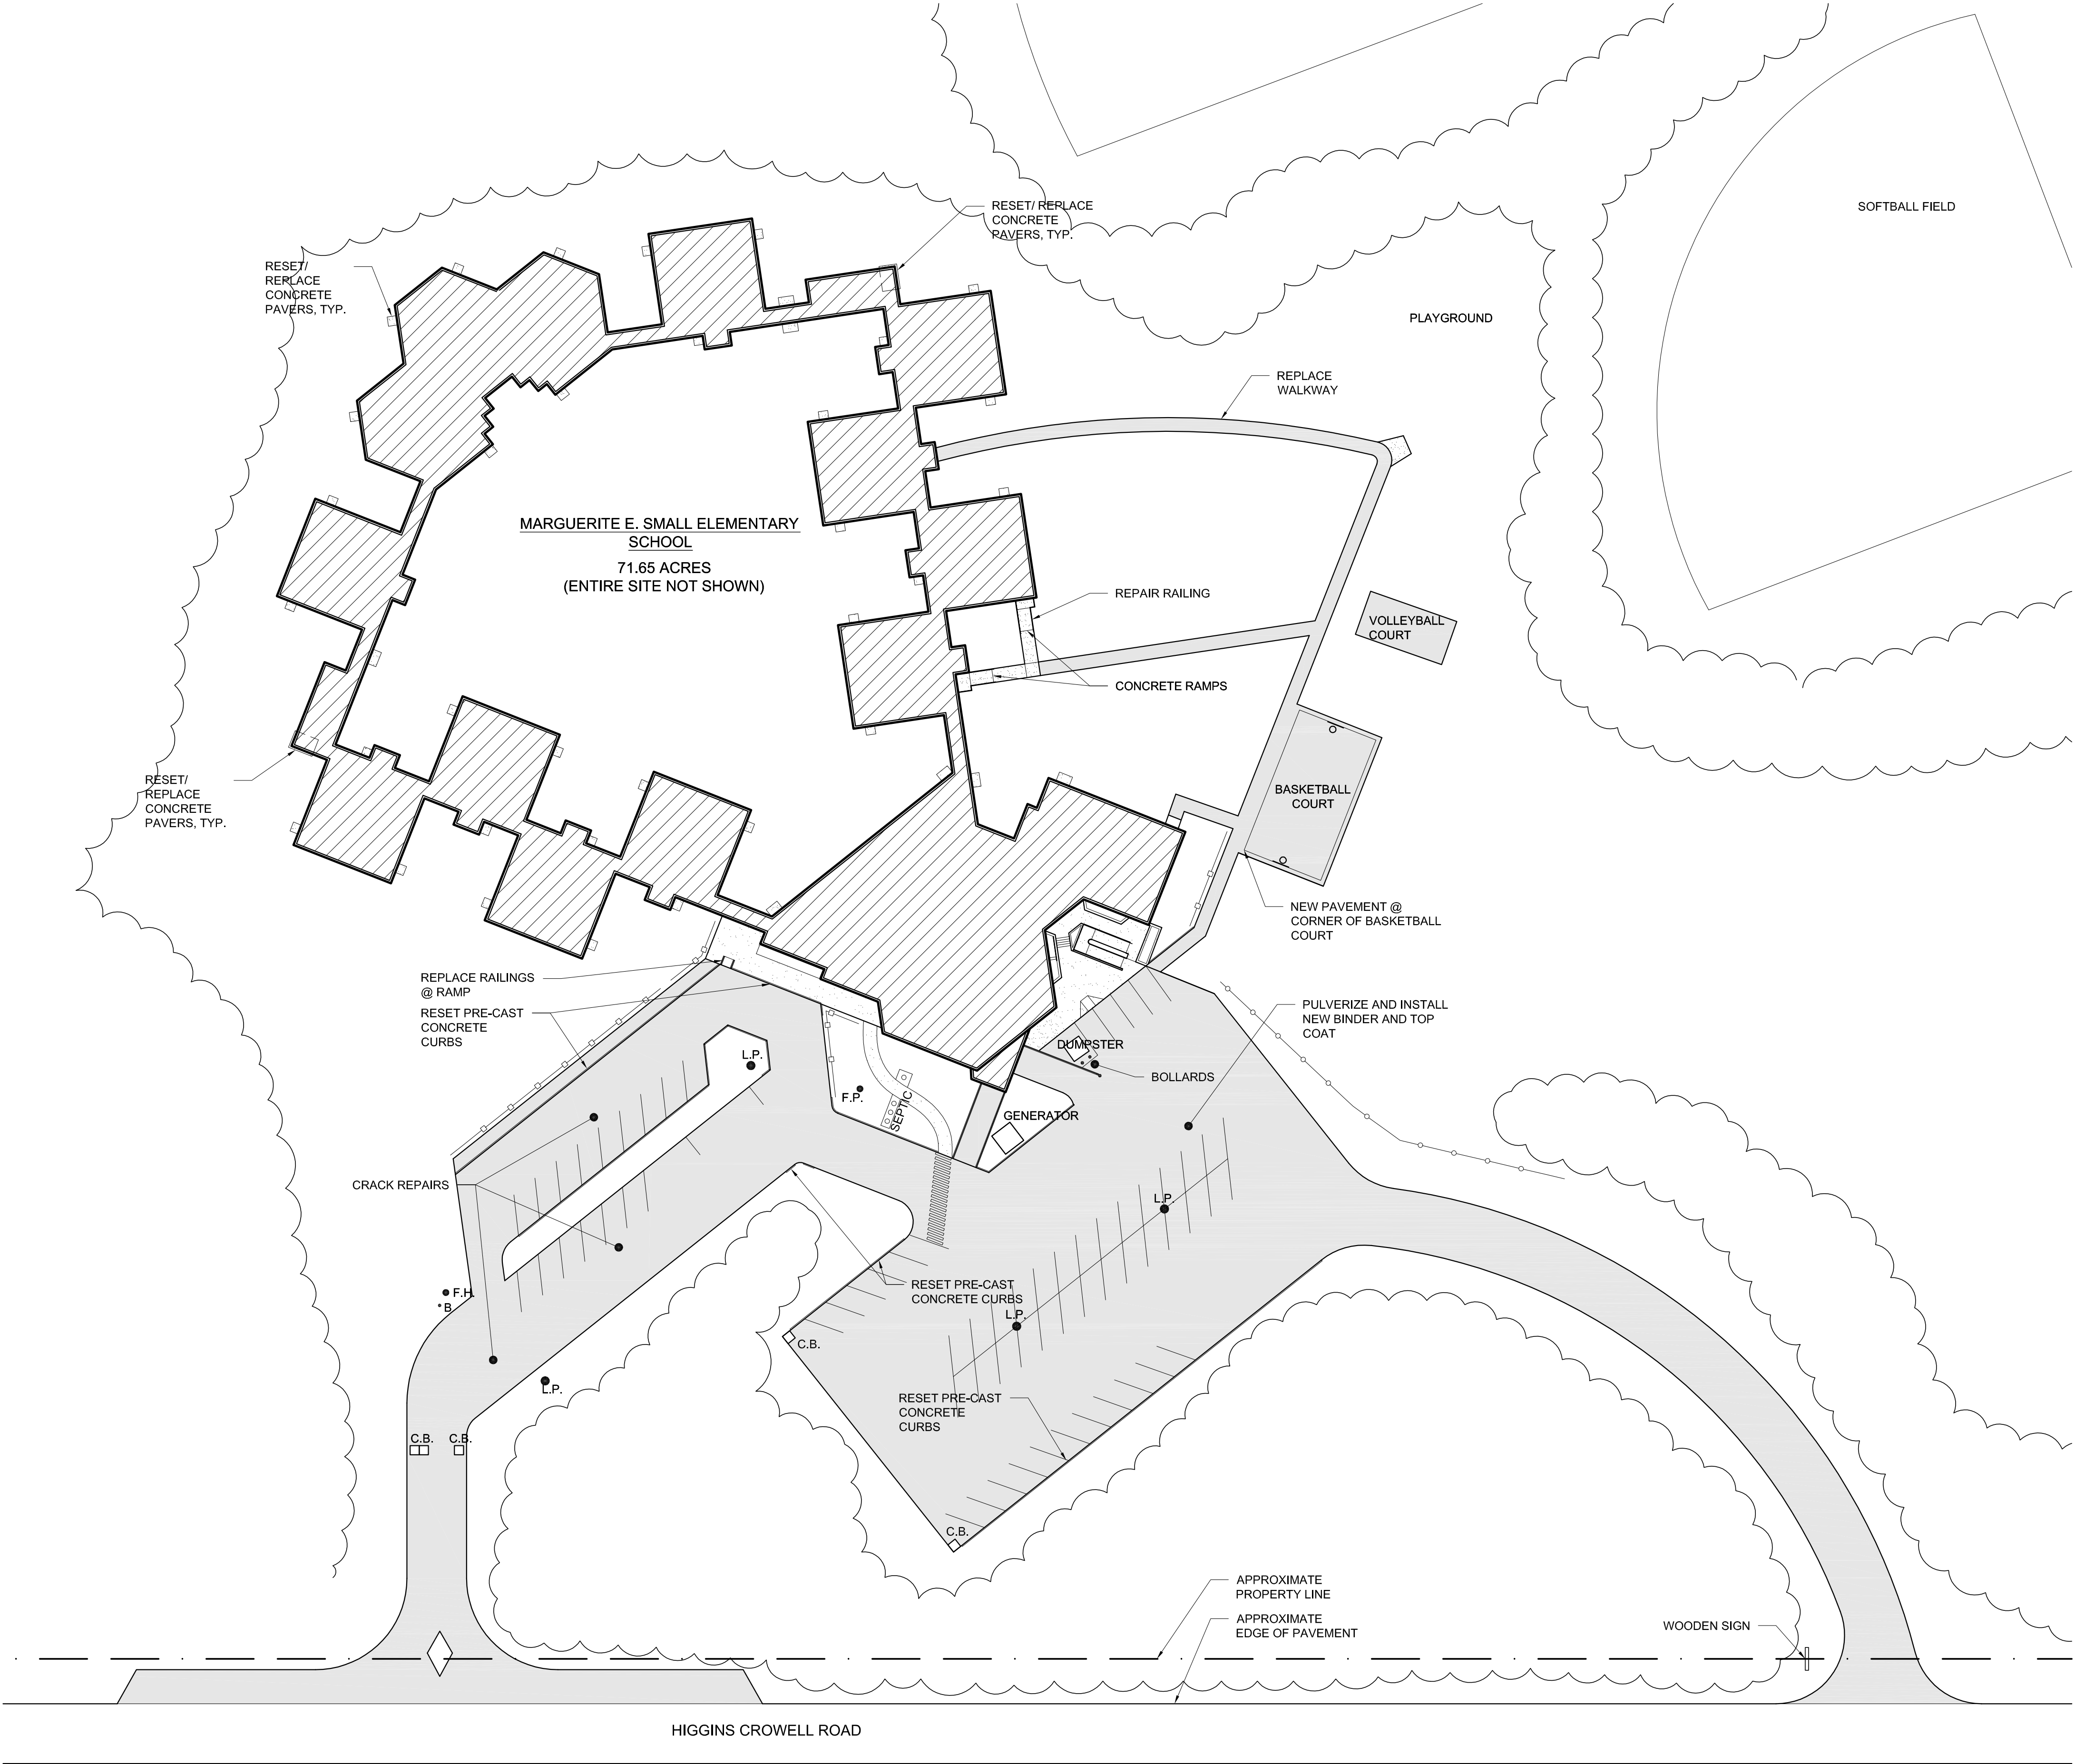 RESET/ REPLACE
CONCRETE
PAVERS, TYP.
SOFTBALL FIELD
RESET/
REPLACE
CONCRETE
PAVERS, TYP.
PLAYGROUND
REPLACE
WALKWAY
MARGUERITE E. SMALL ELEMENTARY
SCHOOL
71.65 ACRES
(ENTIRE SITE NOT SHOWN)
REPAIR RAILING
VOLLEYBALL
COURT
CONCRETE RAMPS
RESET/
REPLACE
CONCRETE
PAVERS, TYP.
BASKETBALL
COURT
NEW PAVEMENT @
CORNER OF BASKETBALL
COURT
REPLACE RAILINGS
@ RAMP
RESET PRE-CAST
CONCRETE
CURBS
PULVERIZE AND INSTALL
NEW BINDER AND TOP
COAT
DUMPSTER
L.P.
BOLLARDS
F.P.
SEPTIC
GENERATOR
CRACK REPAIRS
L.P.
F.H.
B
RESET PRE-CAST
CONCRETE CURBS
L.P.
C.B.
L.P.
RESET PRE-CAST
CONCRETE
CURBS
C.B.
C.B.
C.B.
APPROXIMATE
PROPERTY LINE
APPROXIMATE
EDGE OF PAVEMENT
WOODEN SIGN
HIGGINS CROWELL ROAD